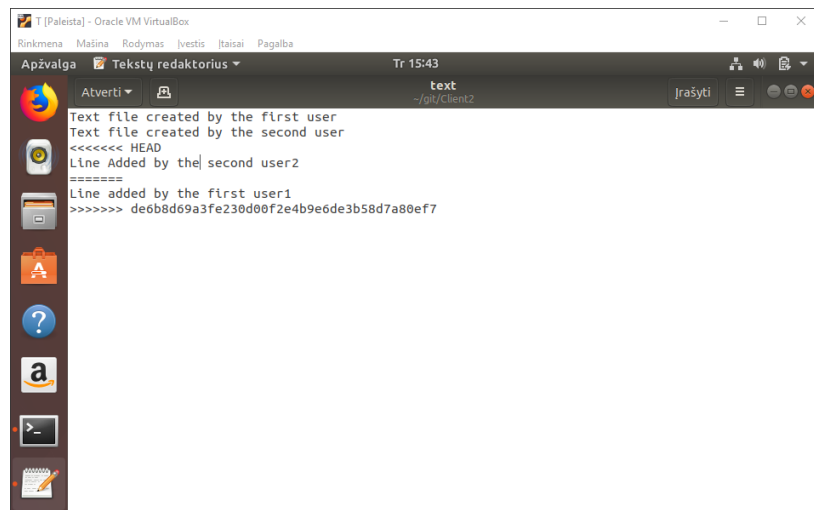 T [Paleista] - Oracle VM VirtualBox
Rinkmena Mašina Rodymas Įvestis Įtaisai Pagalba
Apžvalga Tekstų redaktorius Tr 15:43
Atverti text Įrašyti
~/git/Client2
Text file created by the first user
Text file created by the second user
<<<<<<< HEAD
Line Added by the second user2
=======
Line added by the first user1
>>>>>>> de6b8d69a3fe230d00f2e4b9e6de3b58d7a80ef7